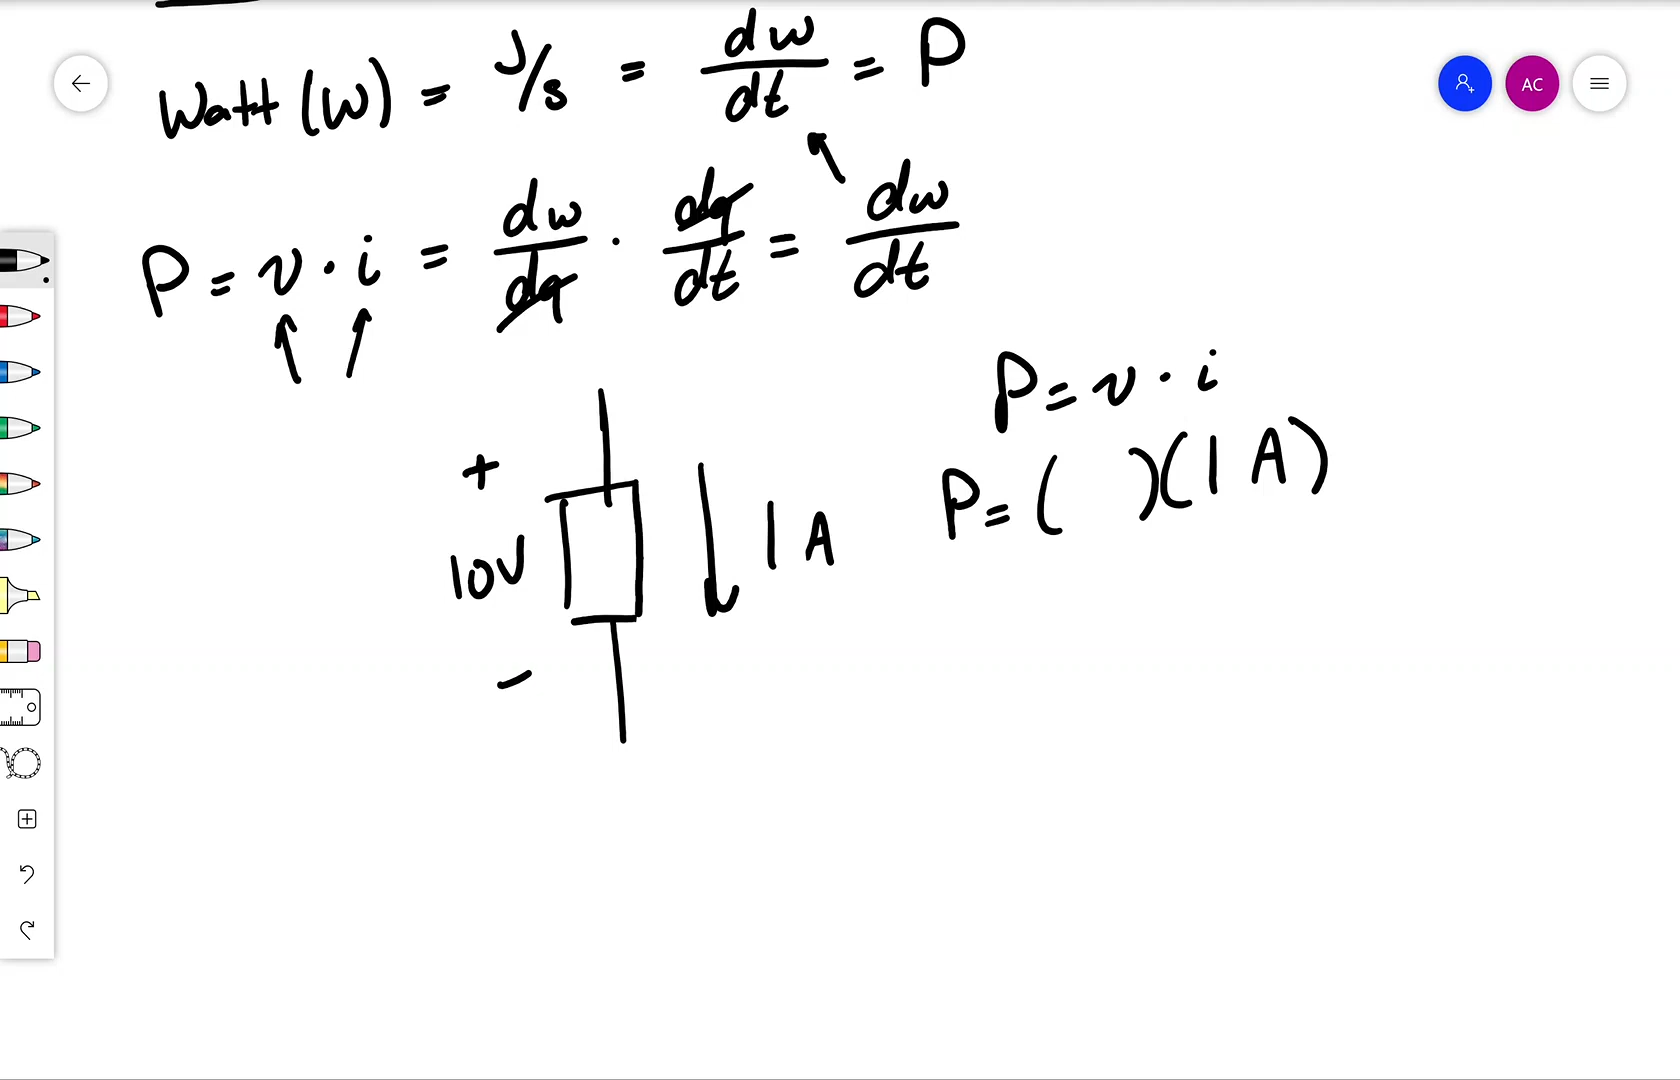 Watt (W) = J/s = dw/dt = P
P = v · i = dw/dq · dq/dt = dw/dt
P = v · i
P = ( )(1 A)
+
10V
-
1 A
AC